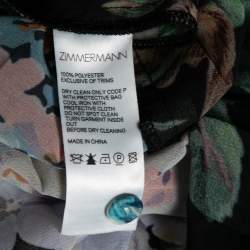 ZIMMERMANN
100% POLYESTER
EXCLUSIVE OF TRIMS
DRY CLEAN ONLY CODE P
WITH PROTECTIVE BAG
COOL IRON WITH
PROTECTIVE CLOTH
DO NOT SPOT CLEAN
TURN GARMENT INSIDE
OUT
BEFORE DRY CLEANING
MADE IN CHINA